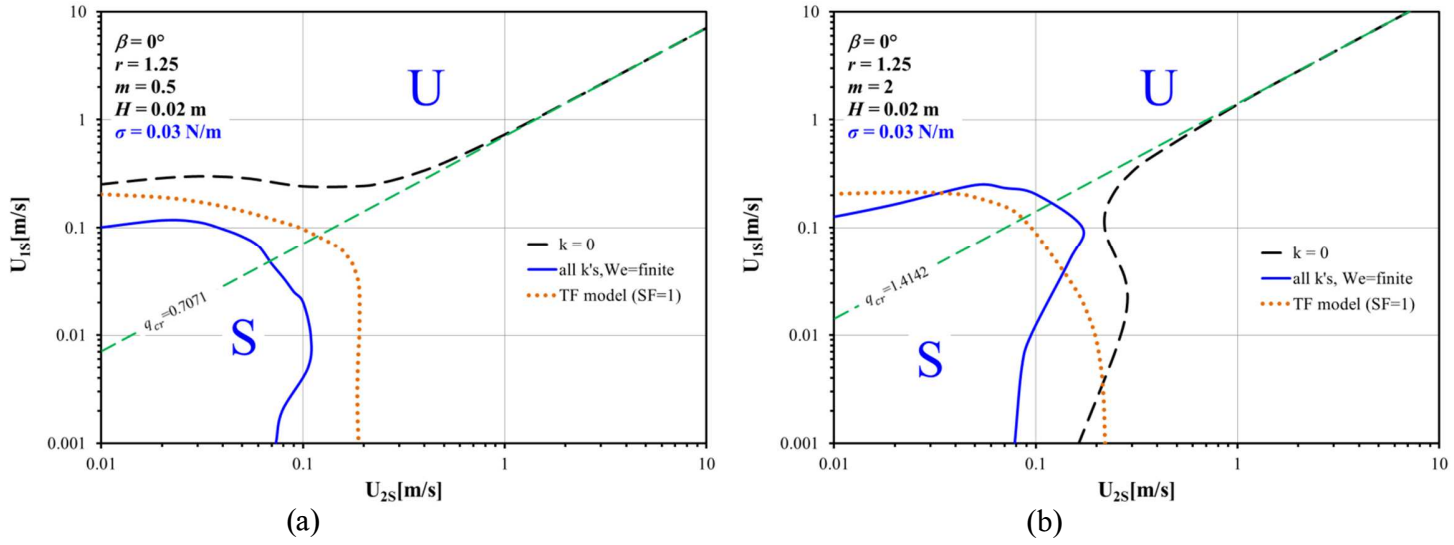 β = 0°
r = 1.25
m = 0.5
H = 0.02 m
σ = 0.03 N/m
U
S
q_cr=0.7071
k = 0
all k's,We=finite
TF model (SF=1)
10
1
0.1
0.01
0.001
U1S[m/s]
0.01
0.1
1
10
U2S[m/s]
(a)
β = 0°
r = 1.25
m = 2
H = 0.02 m
σ = 0.03 N/m
U
S
q_cr=1.4142
k = 0
all k's,We=finite
TF model (SF=1)
10
1
0.1
0.01
0.001
U1S[m/s]
0.01
0.1
1
10
U2S[m/s]
(b)